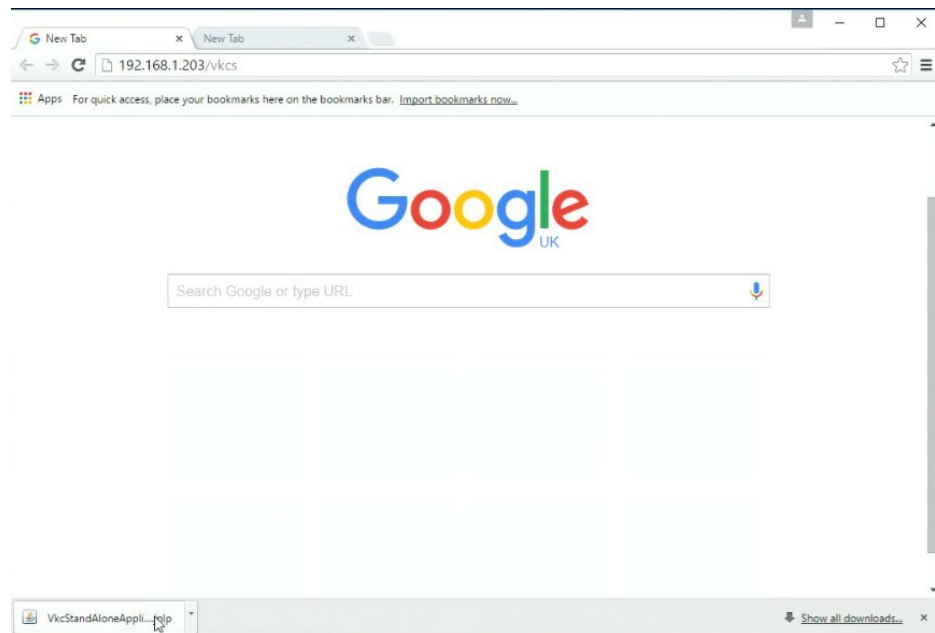 New Tab
New Tab
192.168.1.203/vkcs
Apps For quick access, place your bookmarks here on the bookmarks bar. Import bookmarks now...
Google
UK
Search Google or type URL
VkcStandAloneAppli....jnlp
Show all downloads...